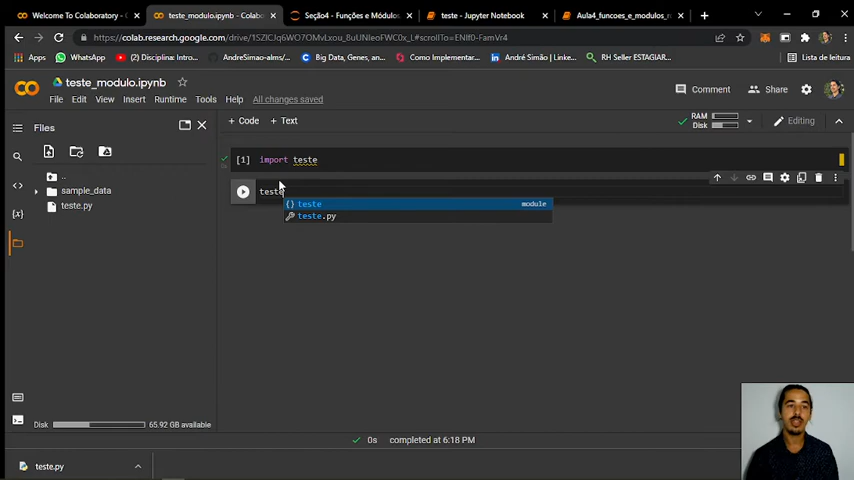 Welcome To Colaboratory - Colab
teste_modulo.ipynb - Colabo
Seção4 - Funções e Módulos
teste - Jupyter Notebook
Aula4_funcoes_e_modulos_r
https://colab.research.google.com/drive/1SZICJq6WO7OMvLxou_8uUNIeoFWC0x_L#scrollTo=ENIf0-FamVr4
Apps
WhatsApp
(2) (Disciplina: Introd...
AndreSimao-alms/...
Big Data, Genes, an...
Como Implementar...
André Simão | Linke...
RH Seller ESTAGIAR...
Lista de leitura
teste_modulo.ipynb
Comment
Share
File Edit View Insert Runtime Tools Help All changes saved
+ Code + Text
RAM
Disk
Editing
Files
..
sample_data
teste.py
[1] import teste
teste
teste module
teste.py
Disk
65.92 GB available
0s completed at 6:18 PM
teste.py